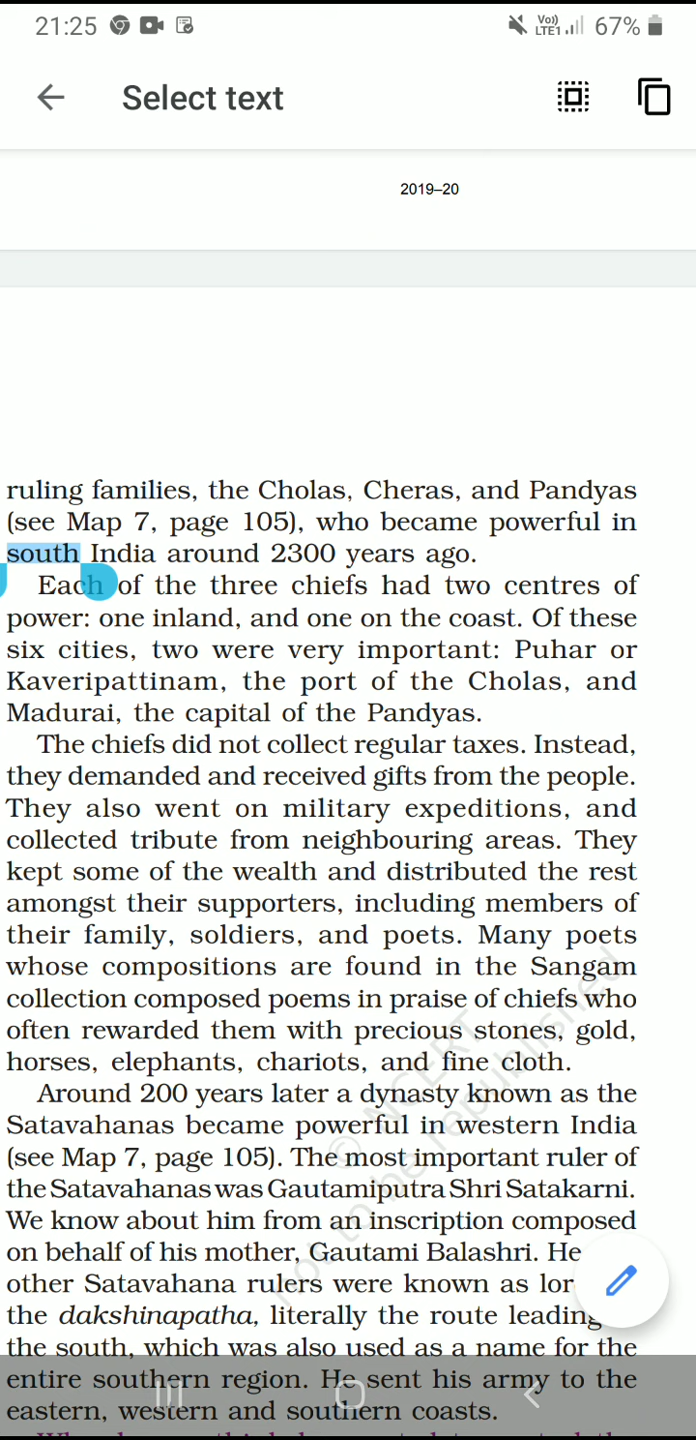 21:25
Vo))
LTE1
67%
Select text
2019–20
ruling families, the Cholas, Cheras, and Pandyas
(see Map 7, page 105), who became powerful in
south India around 2300 years ago.
Each of the three chiefs had two centres of
power: one inland, and one on the coast. Of these
six cities, two were very important: Puhar or
Kaveripattinam, the port of the Cholas, and
Madurai, the capital of the Pandyas.
The chiefs did not collect regular taxes. Instead,
they demanded and received gifts from the people.
They also went on military expeditions, and
collected tribute from neighbouring areas. They
kept some of the wealth and distributed the rest
amongst their supporters, including members of
their family, soldiers, and poets. Many poets
whose compositions are found in the Sangam
collection composed poems in praise of chiefs who
often rewarded them with precious stones, gold,
horses, elephants, chariots, and fine cloth.
Around 200 years later a dynasty known as the
Satavahanas became powerful in western India
(see Map 7, page 105). The most important ruler of
the Satavahanas was Gautamiputra Shri Satakarni.
We know about him from an inscription composed
on behalf of his mother, Gautami Balashri. He
other Satavahana rulers were known as lor
the dakshinapatha, literally the route leading
the south, which was also used as a name for the
entire southern region. He sent his army to the
eastern, western and southern coasts.
© NCERT
not to be republished